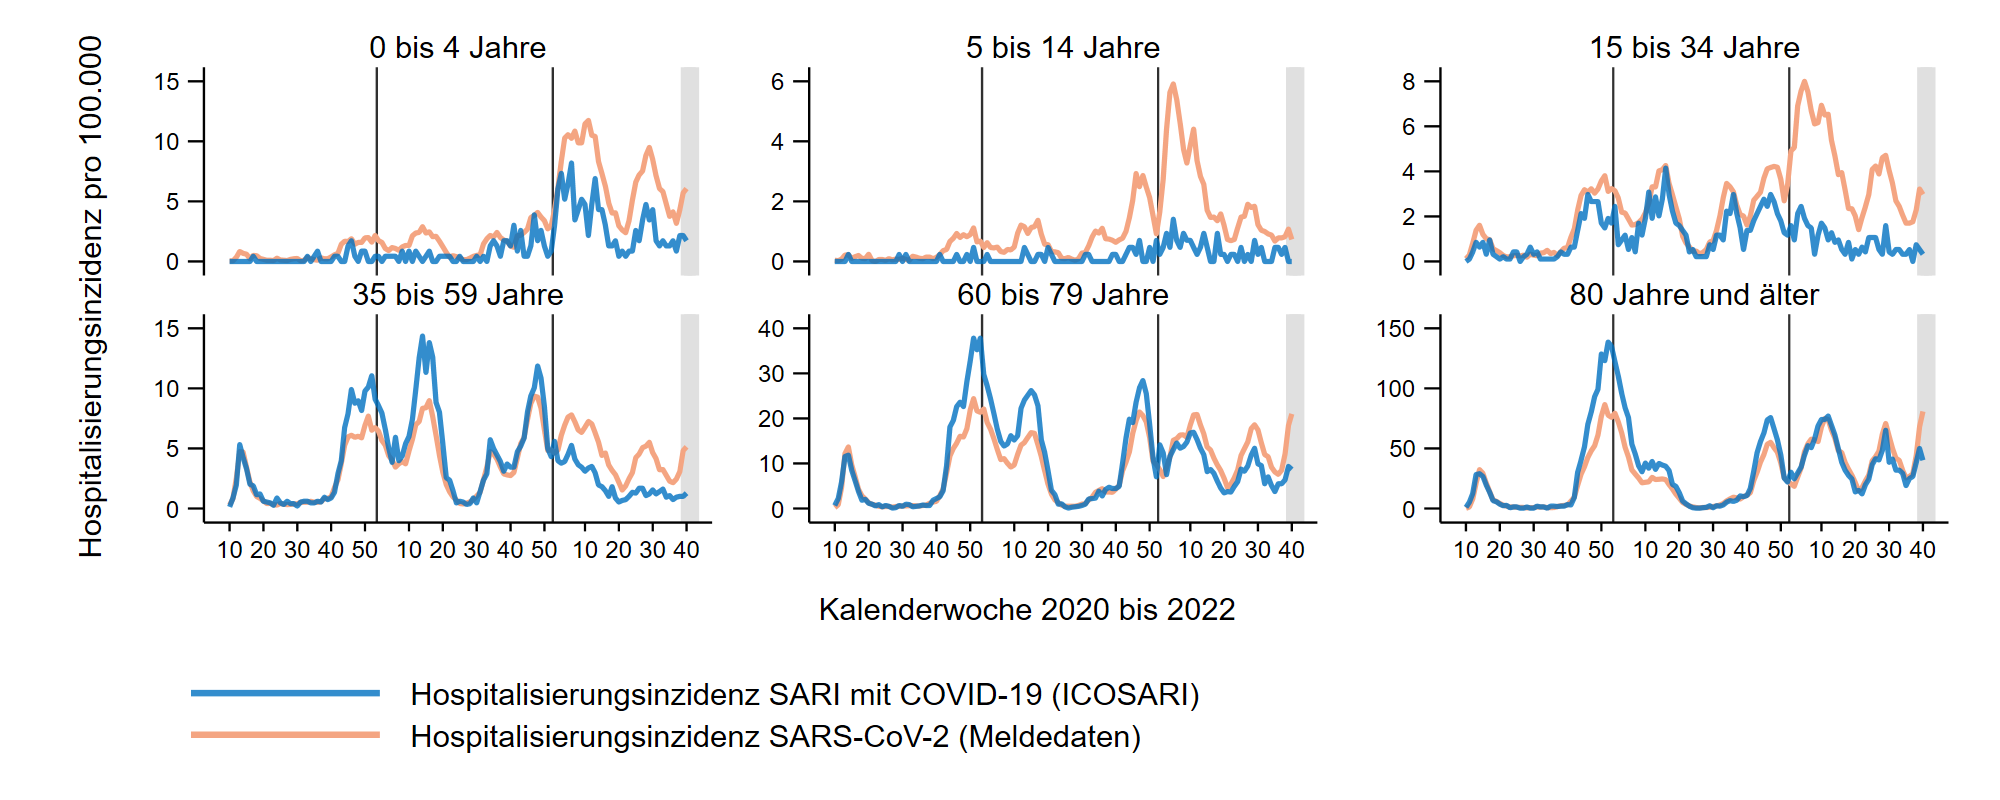 Hospitalisierungsinzidenz pro 100.000
0 bis 4 Jahre
15
10
5
0
5 bis 14 Jahre
6
4
2
0
15 bis 34 Jahre
8
6
4
2
0
35 bis 59 Jahre
15
10
5
0
10 20 30 40 50 10 20 30 40 50 10 20 30 40
60 bis 79 Jahre
40
30
20
10
0
10 20 30 40 50 10 20 30 40 50 10 20 30 40
80 Jahre und älter
150
100
50
0
10 20 30 40 50 10 20 30 40 50 10 20 30 40
Kalenderwoche 2020 bis 2022
Hospitalisierungsinzidenz SARI mit COVID-19 (ICOSARI)
Hospitalisierungsinzidenz SARS-CoV-2 (Meldedaten)